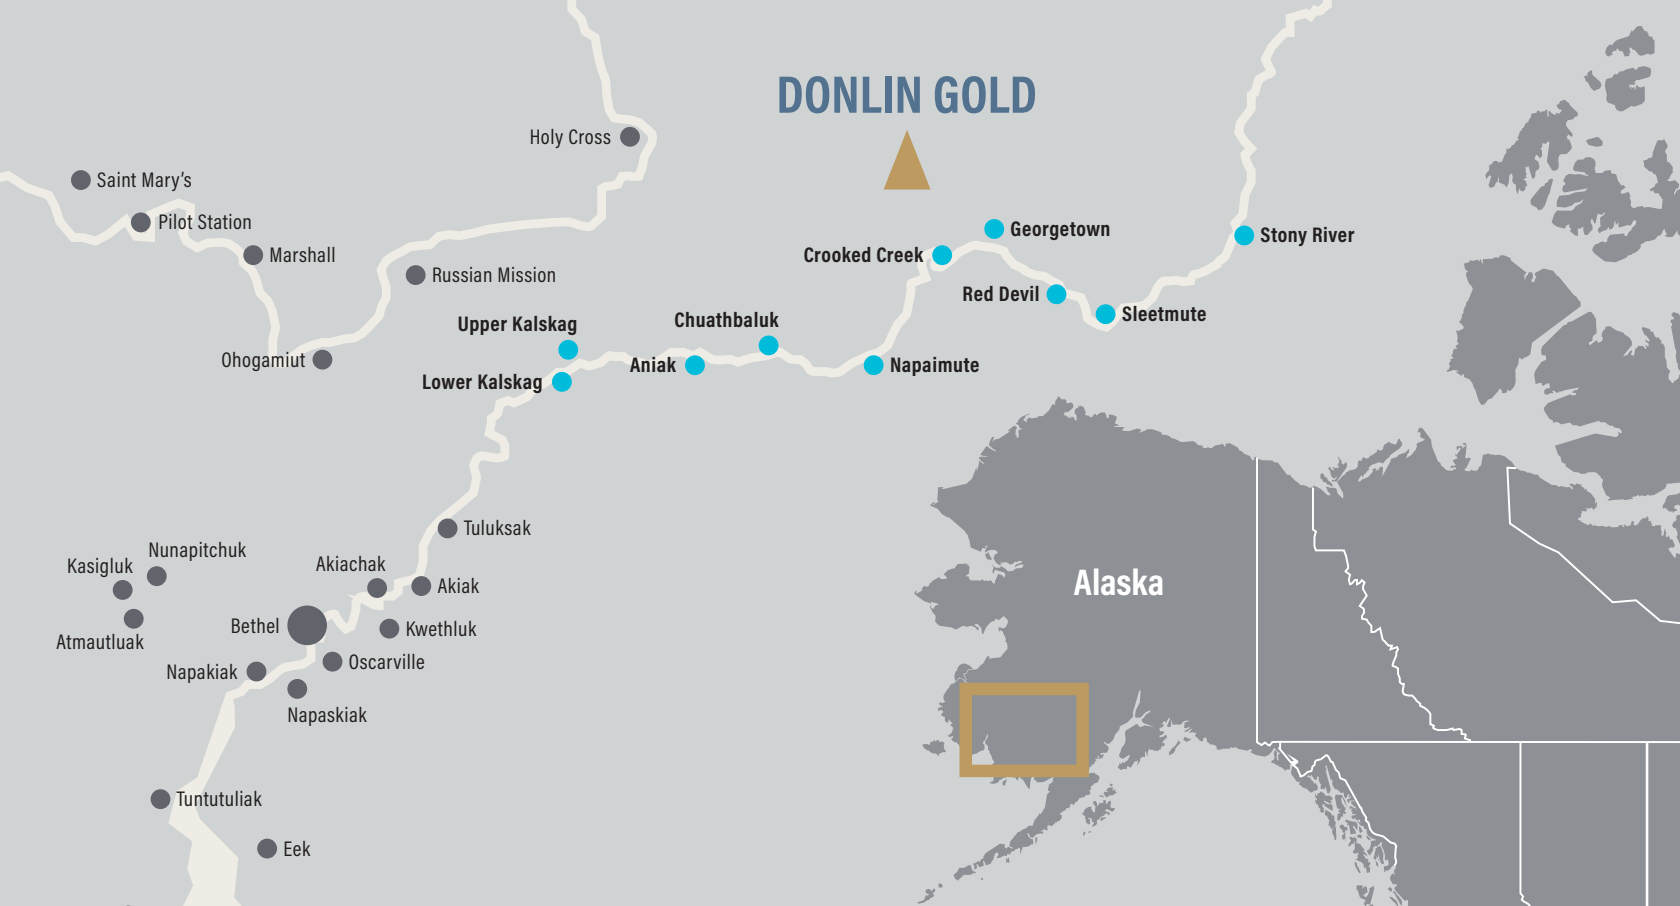 DONLIN GOLD
Holy Cross
Saint Mary's
Pilot Station
Marshall
Russian Mission
Ohogamiut
Georgetown
Crooked Creek
Stony River
Red Devil
Sleetmute
Upper Kalskag
Chuathbaluk
Aniak
Napaimute
Lower Kalskag
Tuluksak
Nunapitchuk
Kasigluk
Akiachak
Akiak
Alaska
Bethel
Kwethluk
Atmautluak
Oscarville
Napakiak
Napaskiak
Tuntutuliak
Eek